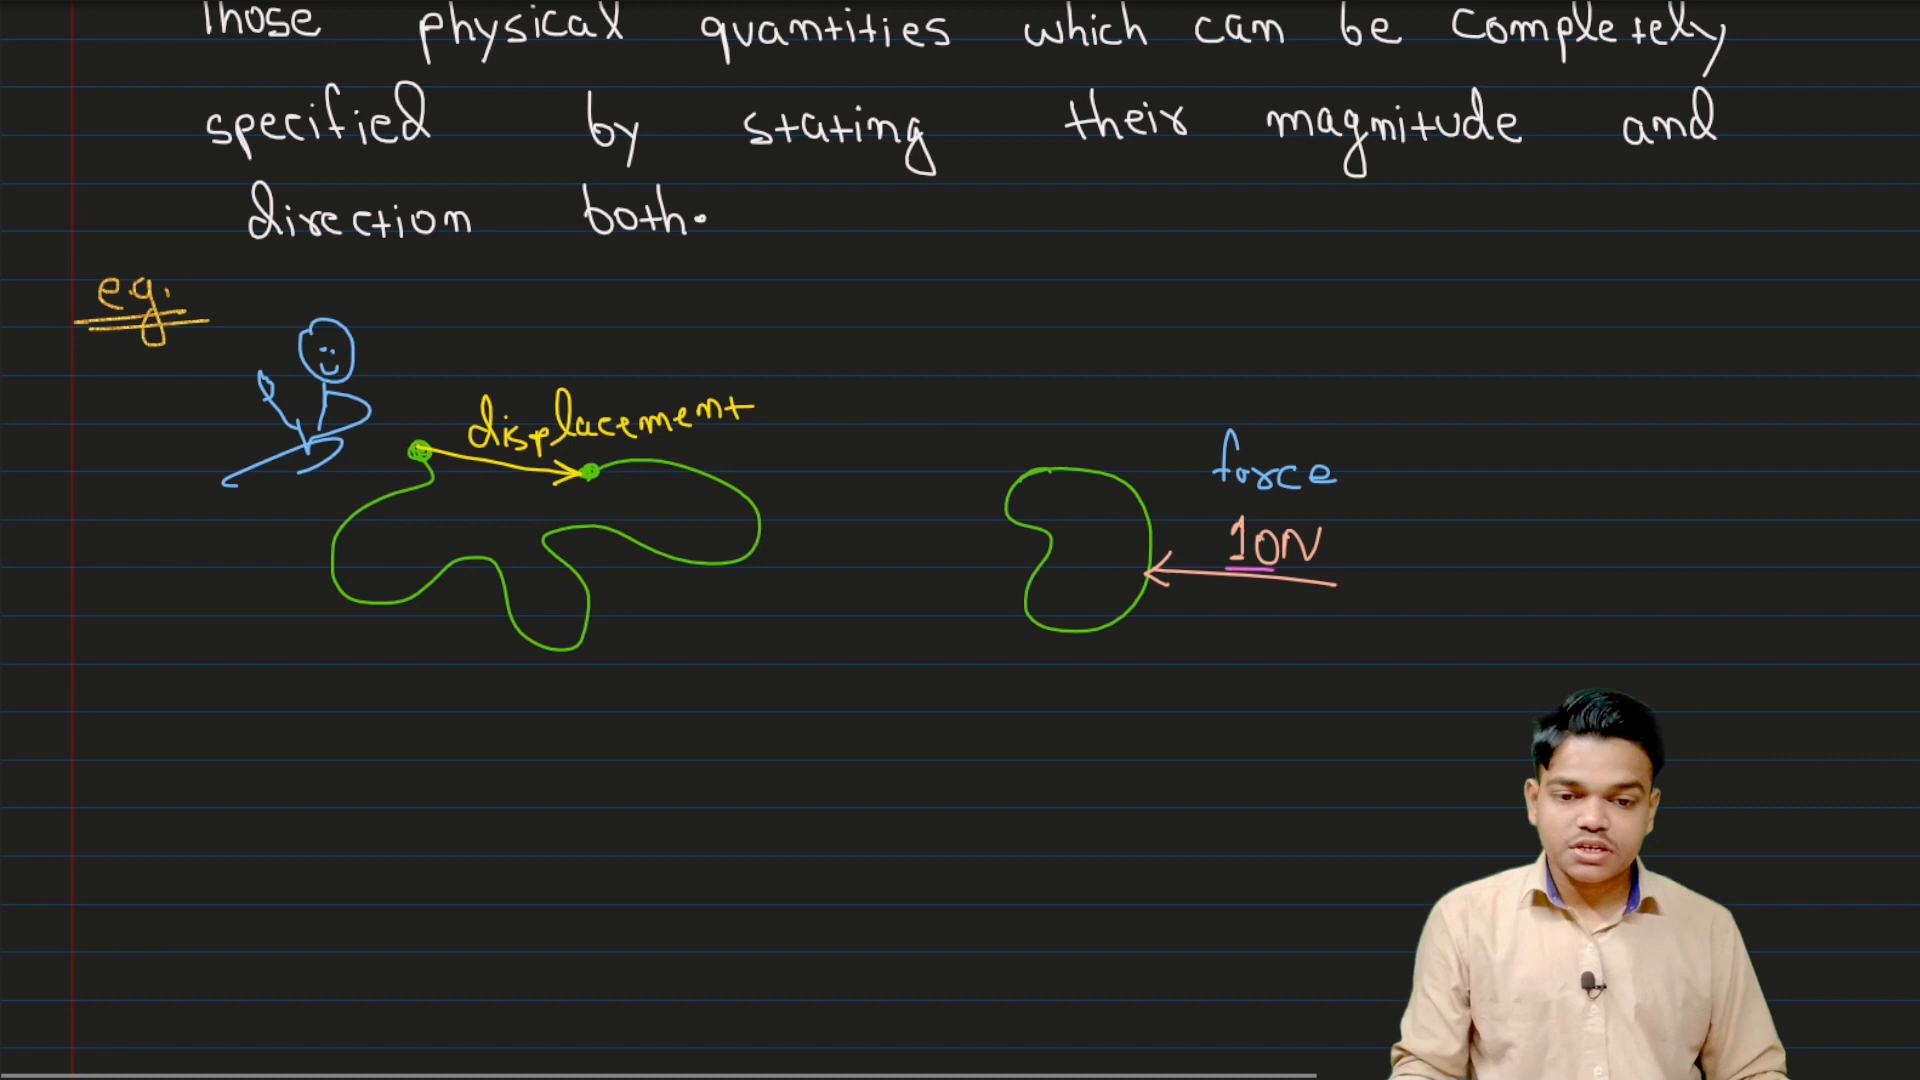 Those physical quantities which can be completely
specified by stating their magnitude and
direction both.
e.g.
displacement
force
10N